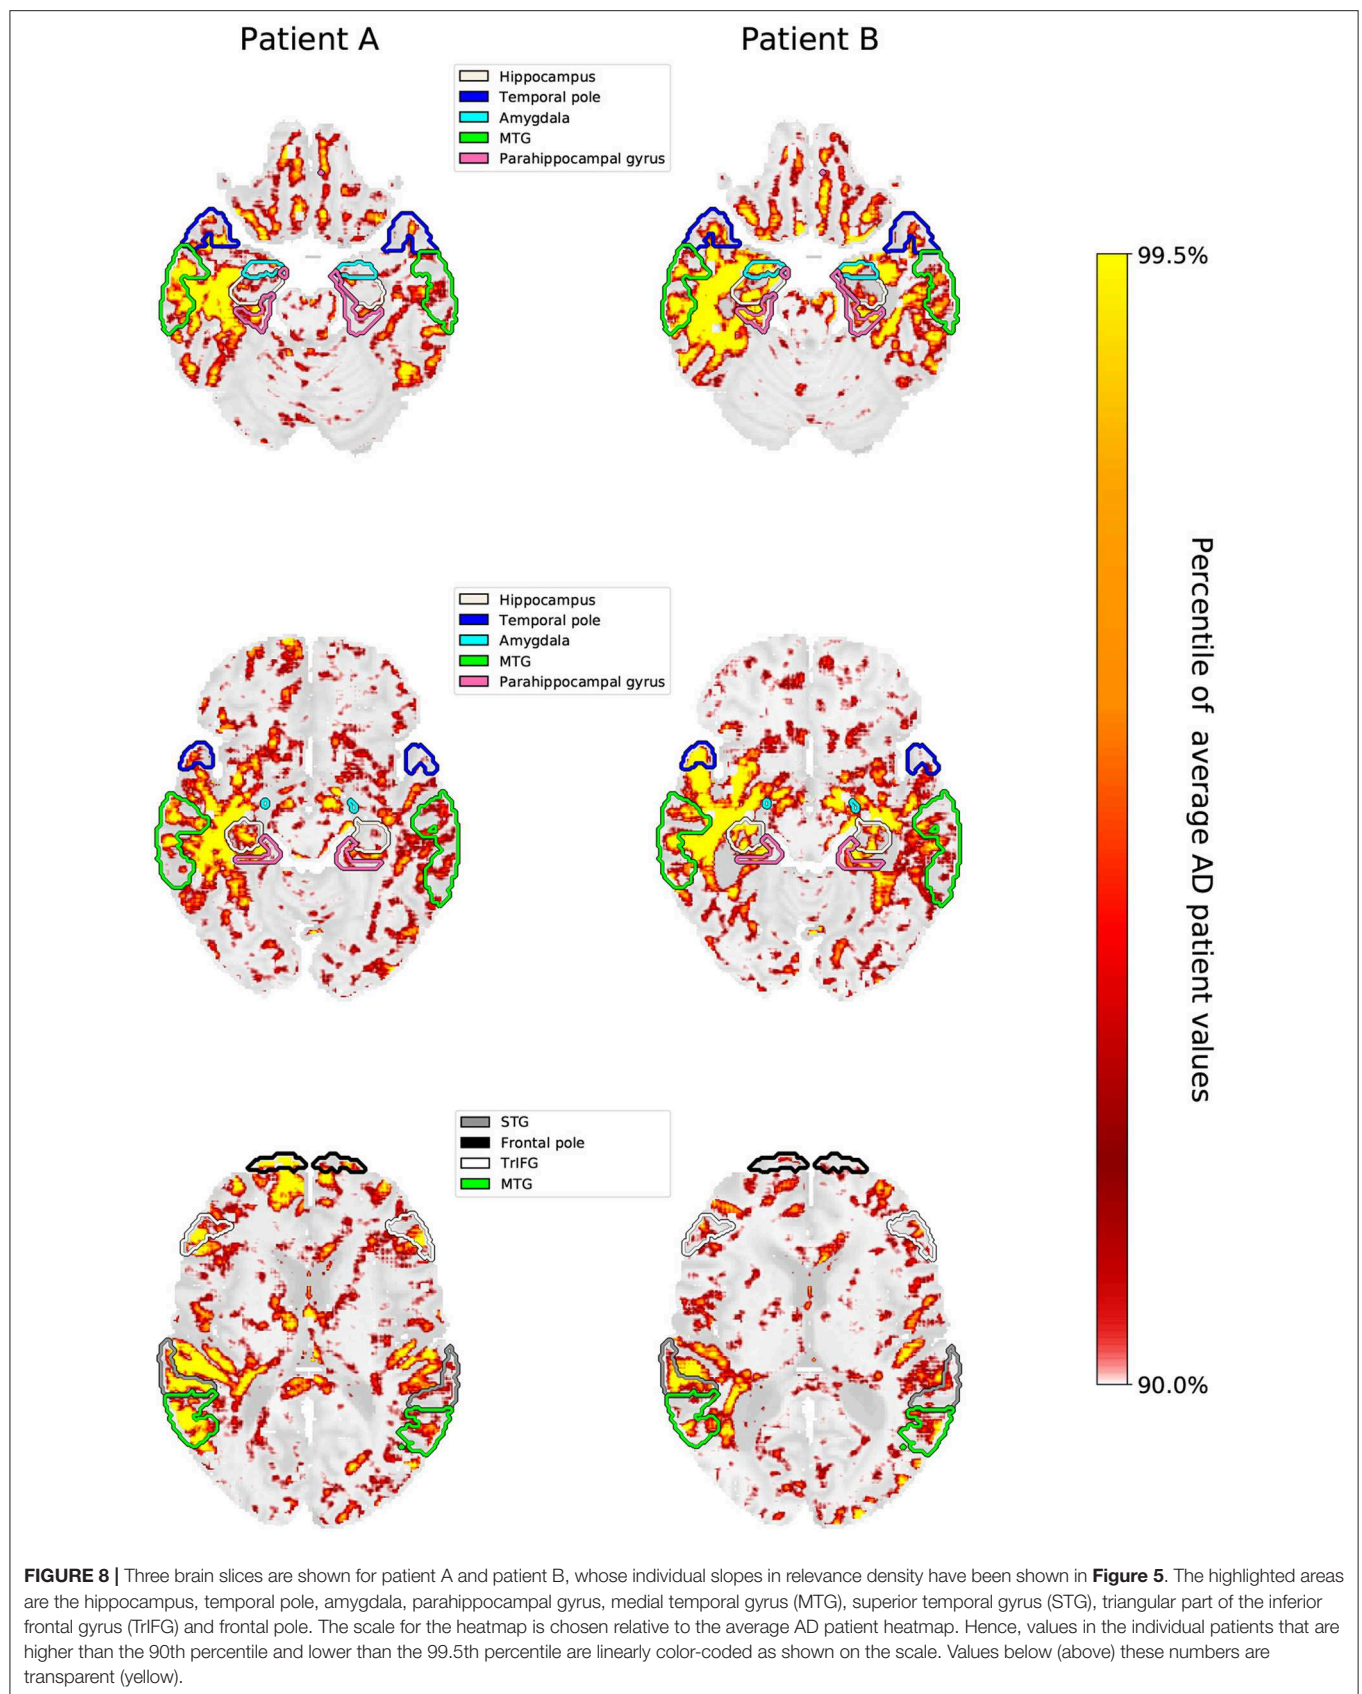 Patient A
Patient B
Hippocampus
Temporal pole
Amygdala
MTG
Parahippocampal gyrus
99.5%
Percentile of average AD patient values
90.0%
Hippocampus
Temporal pole
Amygdala
MTG
Parahippocampal gyrus
STG
Frontal pole
TrIFG
MTG
FIGURE 8 | Three brain slices are shown for patient A and patient B, whose individual slopes in relevance density have been shown in Figure 5. The highlighted areas
are the hippocampus, temporal pole, amygdala, parahippocampal gyrus, medial temporal gyrus (MTG), superior temporal gyrus (STG), triangular part of the inferior
frontal gyrus (TrIFG) and frontal pole. The scale for the heatmap is chosen relative to the average AD patient heatmap. Hence, values in the individual patients that are
higher than the 90th percentile and lower than the 99.5th percentile are linearly color-coded as shown on the scale. Values below (above) these numbers are
transparent (yellow).